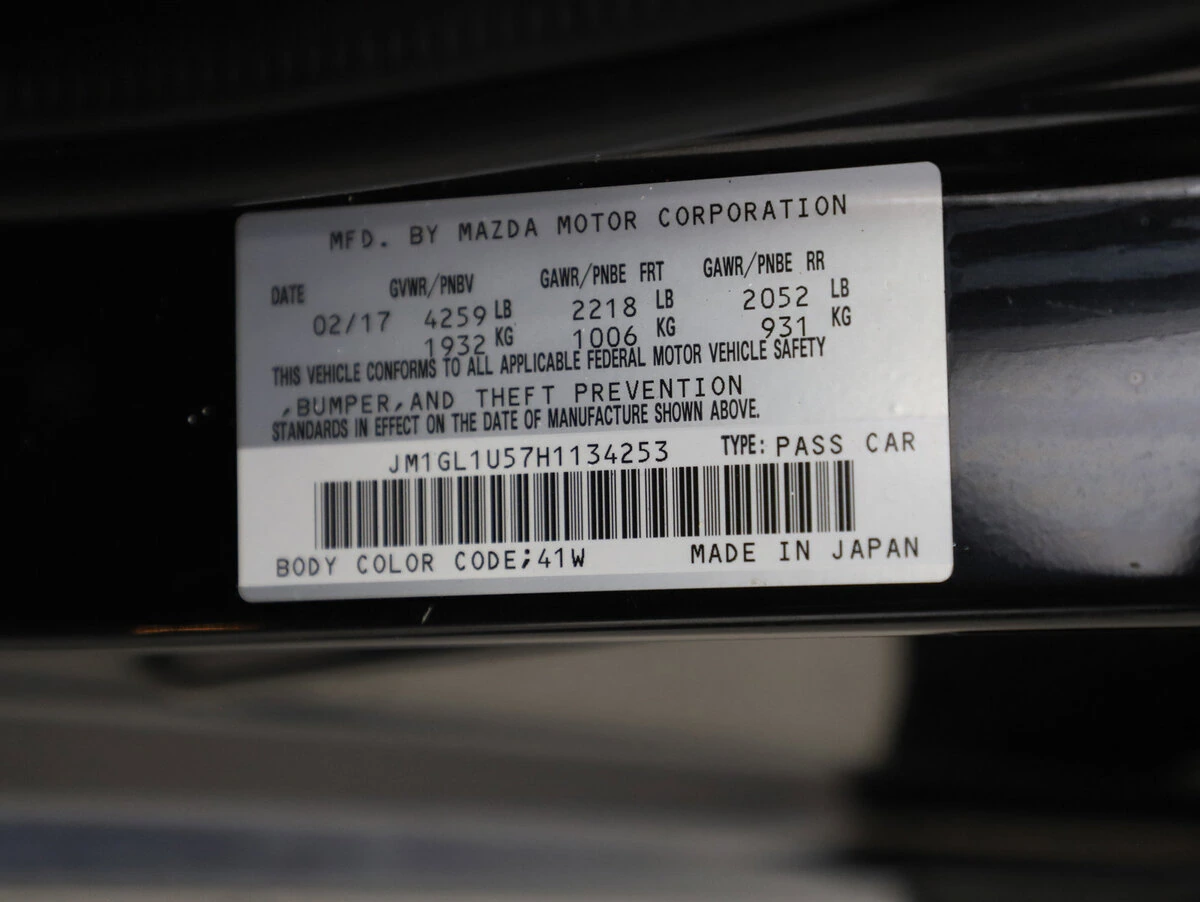 MFD. BY MAZDA MOTOR CORPORATION
DATE GVWR/PNBV GAWR/PNBE FRT GAWR/PNBE RR
02/17 4259 LB 2218 LB 2052 LB
1932 KG 1006 KG 931 KG
THIS VEHICLE CONFORMS TO ALL APPLICABLE FEDERAL MOTOR VEHICLE SAFETY
,BUMPER,AND THEFT PREVENTION
STANDARDS IN EFFECT ON THE DATE OF MANUFACTURE SHOWN ABOVE.
JM1GL1U57H1134253 TYPE: PASS CAR
BODY COLOR CODE;41W MADE IN JAPAN